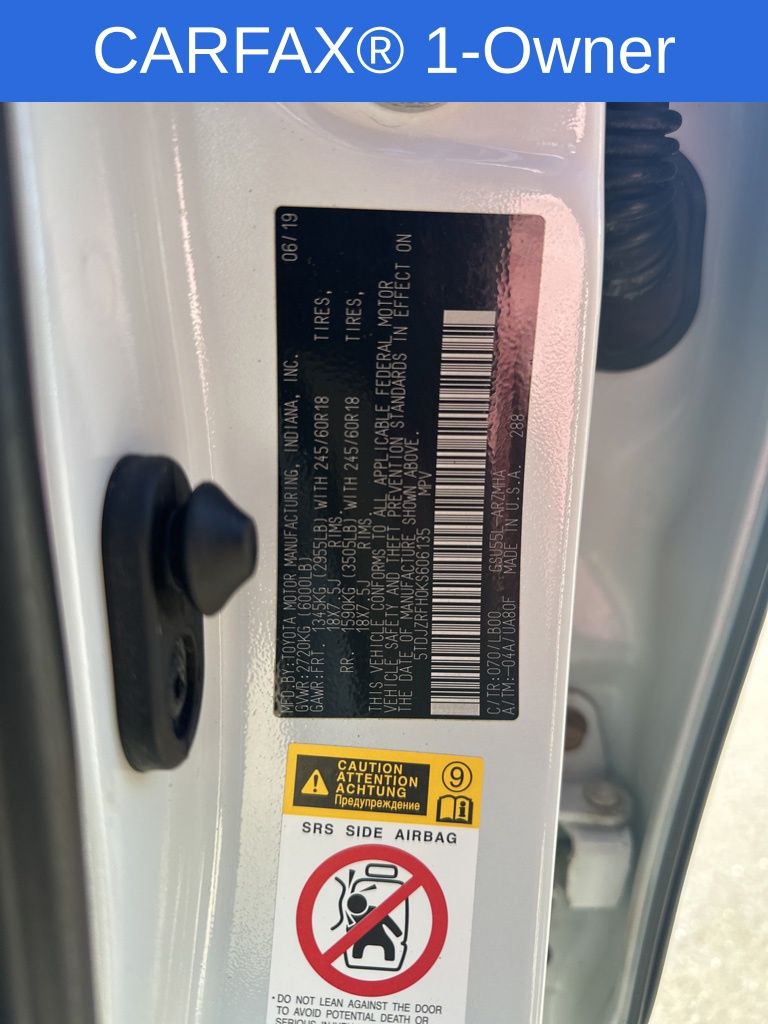 CARFAX® 1-Owner
MFD.BY:TOYOTA MOTOR MANUFACTURING, INDIANA, INC. 06/19
GVWR:2720KG (6000LB)
GAWR:FRT. 1345KG (2955LB) WITH 245/60R18 TIRES,
18X7.5J RIMS
RR. 1590KG (3505LB) WITH 245/60R18 TIRES,
18X7.5J RIMS
THIS VEHICLE CONFORMS TO ALL APPLICABLE FEDERAL MOTOR
VEHICLE SAFETY AND THEFT PREVENTION STANDARDS IN EFFECT ON
THE DATE OF MANUFACTURE SHOWN ABOVE.
5TDJZRFH0KS606135 MPV
C/TR:070/LB00 GSU55L-ARZMHA
A/TM:-04A/UA80F MADE IN U.S.A. 288
CAUTION
ATTENTION
ACHTUNG
Предупреждение
9
SRS SIDE AIRBAG
• DO NOT LEAN AGAINST THE DOOR
TO AVOID POTENTIAL DEATH OR
SERIOUS